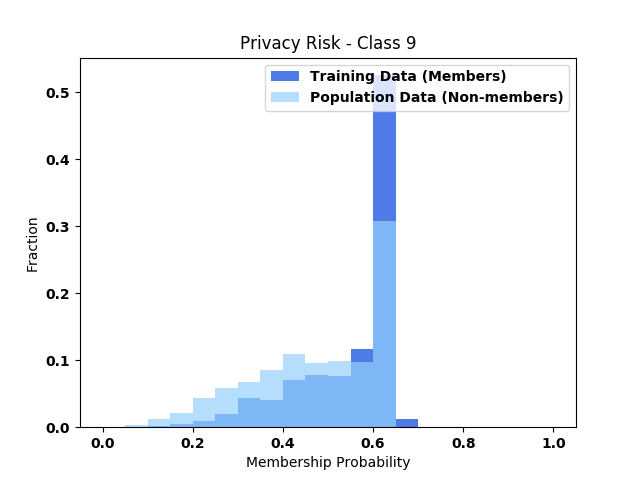 Privacy Risk - Class 9
Training Data (Members)
Population Data (Non-members)
Fraction
0.5
0.4
0.3
0.2
0.1
0.0
0.0 0.2 0.4 0.6 0.8 1.0
Membership Probability